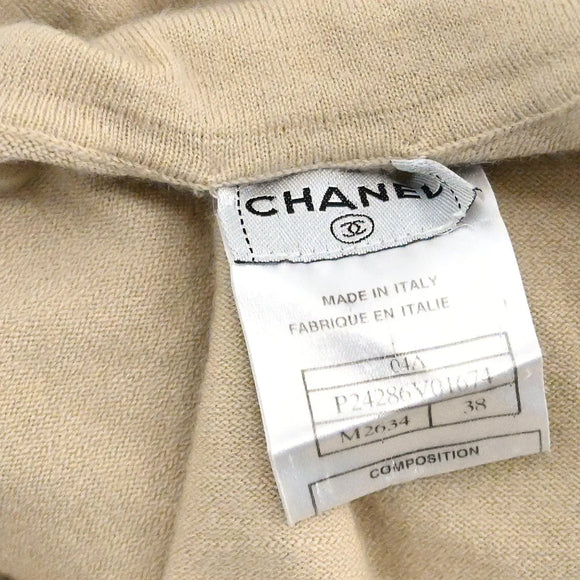 CHANEL
MADE IN ITALY
FABRIQUE EN ITALIE
04A
P24286V01674
M2634 38
COMPOSITION